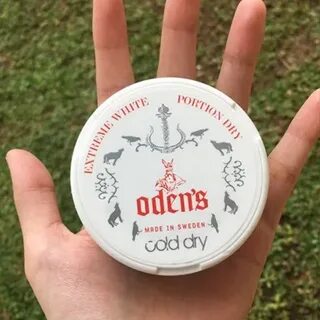 EXTREME WHITE PORTION DRY
oden's
MADE IN SWEDEN
cold dry